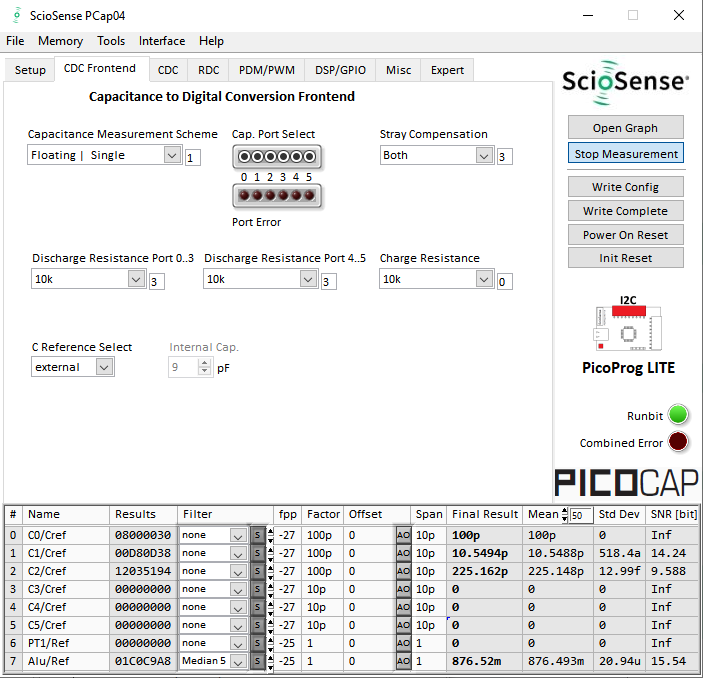 ScioSense PCap04
File Memory Tools Interface Help
Setup CDC Frontend CDC RDC PDM/PWM DSP/GPIO Misc Expert
Capacitance to Digital Conversion Frontend
Capacitance Measurement Scheme Cap. Port Select Stray Compensation
Floating | Single 1 Both 3
0 1 2 3 4 5
Port Error
Discharge Resistance Port 0..3 Discharge Resistance Port 4..5 Charge Resistance
10k 3 10k 3 10k 0
C Reference Select Internal Cap.
external 9 pF
ScioSense
Open Graph
Stop Measurement
Write Config
Write Complete
Power On Reset
Init Reset
I2C
PicoProg LITE
Runbit
Combined Error
PICOCAP
# Name Results Filter fpp Factor Offset Span Final Result Mean 50 Std Dev SNR [bit]
0 C0/Cref 08000030 none S -27 100p 0 AO 10p 100p 100p 0 Inf
1 C1/Cref 00D80D38 none S -27 100p 0 AO 10p 10.5494p 10.5488p 518.4a 14.24
2 C2/Cref 12035194 none S -27 100p 0 AO 10p 225.162p 225.148p 12.99f 9.588
3 C3/Cref 00000000 none S -27 10p 0 AO 10p 0 0 0 Inf
4 C4/Cref 00000000 none S -27 10p 0 AO 10p 0 0 0 Inf
5 C5/Cref 00000000 none S -27 10p 0 AO 10p 0 0 0 Inf
6 PT1/Ref 00000000 none S -25 1 0 AO 1 0 0 0 Inf
7 Alu/Ref 01C0C9A8 Median 5 S -25 1 0 AO 1 876.52m 876.493m 20.94u 15.54